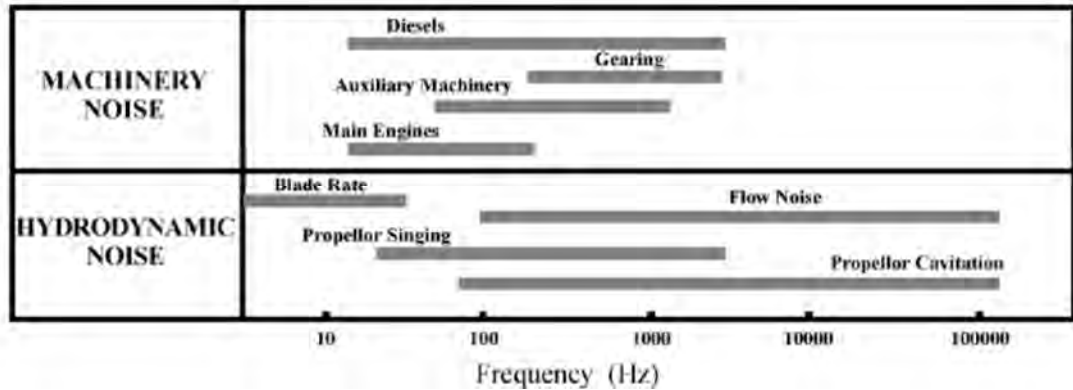 MACHINERY
NOISE
Diesels
Gearing
Auxiliary Machinery
Main Engines
HYDRODYNAMIC
NOISE
Blade Rate
Flow Noise
Propellor Singing
Propellor Cavitation
10 100 1000 10000 100000
Frequency (Hz)